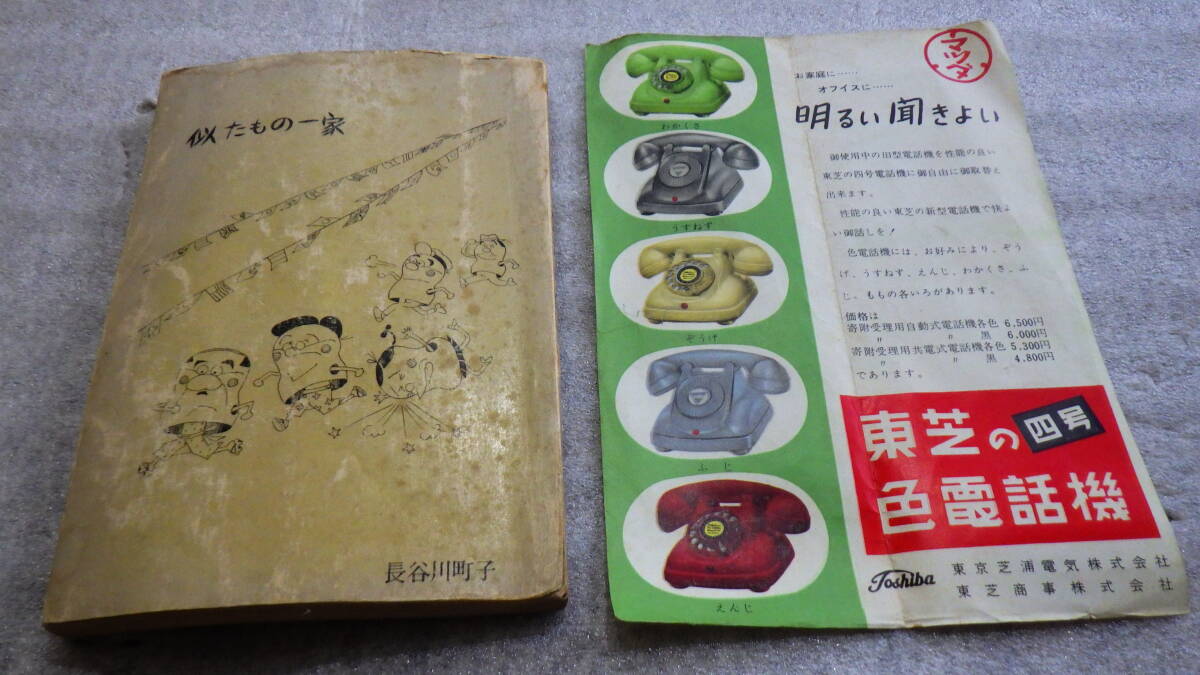 似たもの一家
長谷川町子
マツダ
お家庭に……
オフイスに……
明るい聞きよい
御使用中の旧型電話機を性能の良い
東芝の四号電話機に御自由に御取替え
出来ます。
性能の良い東芝の新型電話機で快よ
い御話しを!
色電話機には、お好みにより、ぞう
げ、うすねず、えんじ、わかくさ、ふ
じ、ももの各いろがあります。
価格は
寄附受理用自動式電話機各色 6.500円
〃 〃 黒 6.000円
寄附受理用共電式電話機各色 5.300円
〃 〃 黒 4.800円
であります。
わかくさ
うすねず
ぞうげ
ふじ
えんじ
東芝の四号
色電話機
Toshiba
東京芝浦電気株式会社
東芝商事株式会社